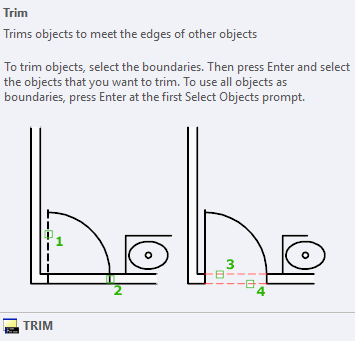 Trim
Trims objects to meet the edges of other objects
To trim objects, select the boundaries. Then press Enter and select
the objects that you want to trim. To use all objects as
boundaries, press Enter at the first Select Objects prompt.
1
2
3
4
TRIM